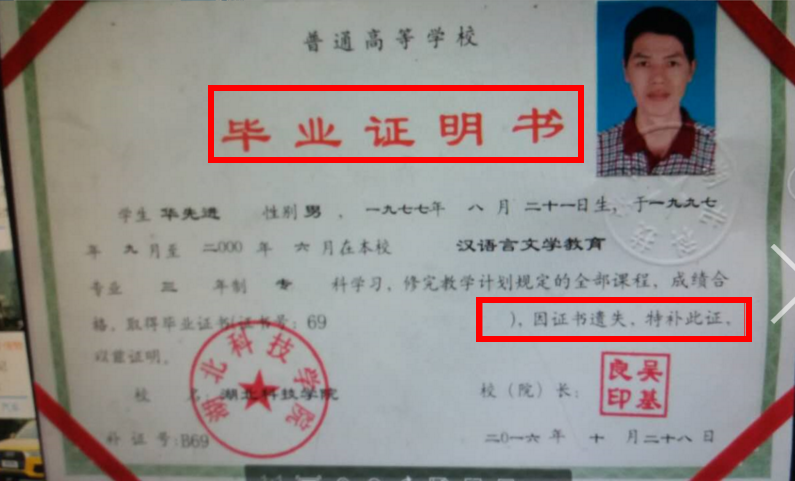 普通高等学校
毕业证明书
学生 华先进 性别 男 ，一九七七年 八 月 二十一日生，于一九九七
年 九 月至 二000 年 六 月在本校 汉语言文学教育
专业 三 年制 专 科学习，修完教学计划规定的全部课程，成绩合
格，取得毕业证书(证书号：69 )，因证书遗失，特补此证。
以兹证明。
校 名：湖北科技学院 校（院）长：
湖北科技学院
吴基良印
补 证 号:B69 二〇一六 年 十 月二十八日